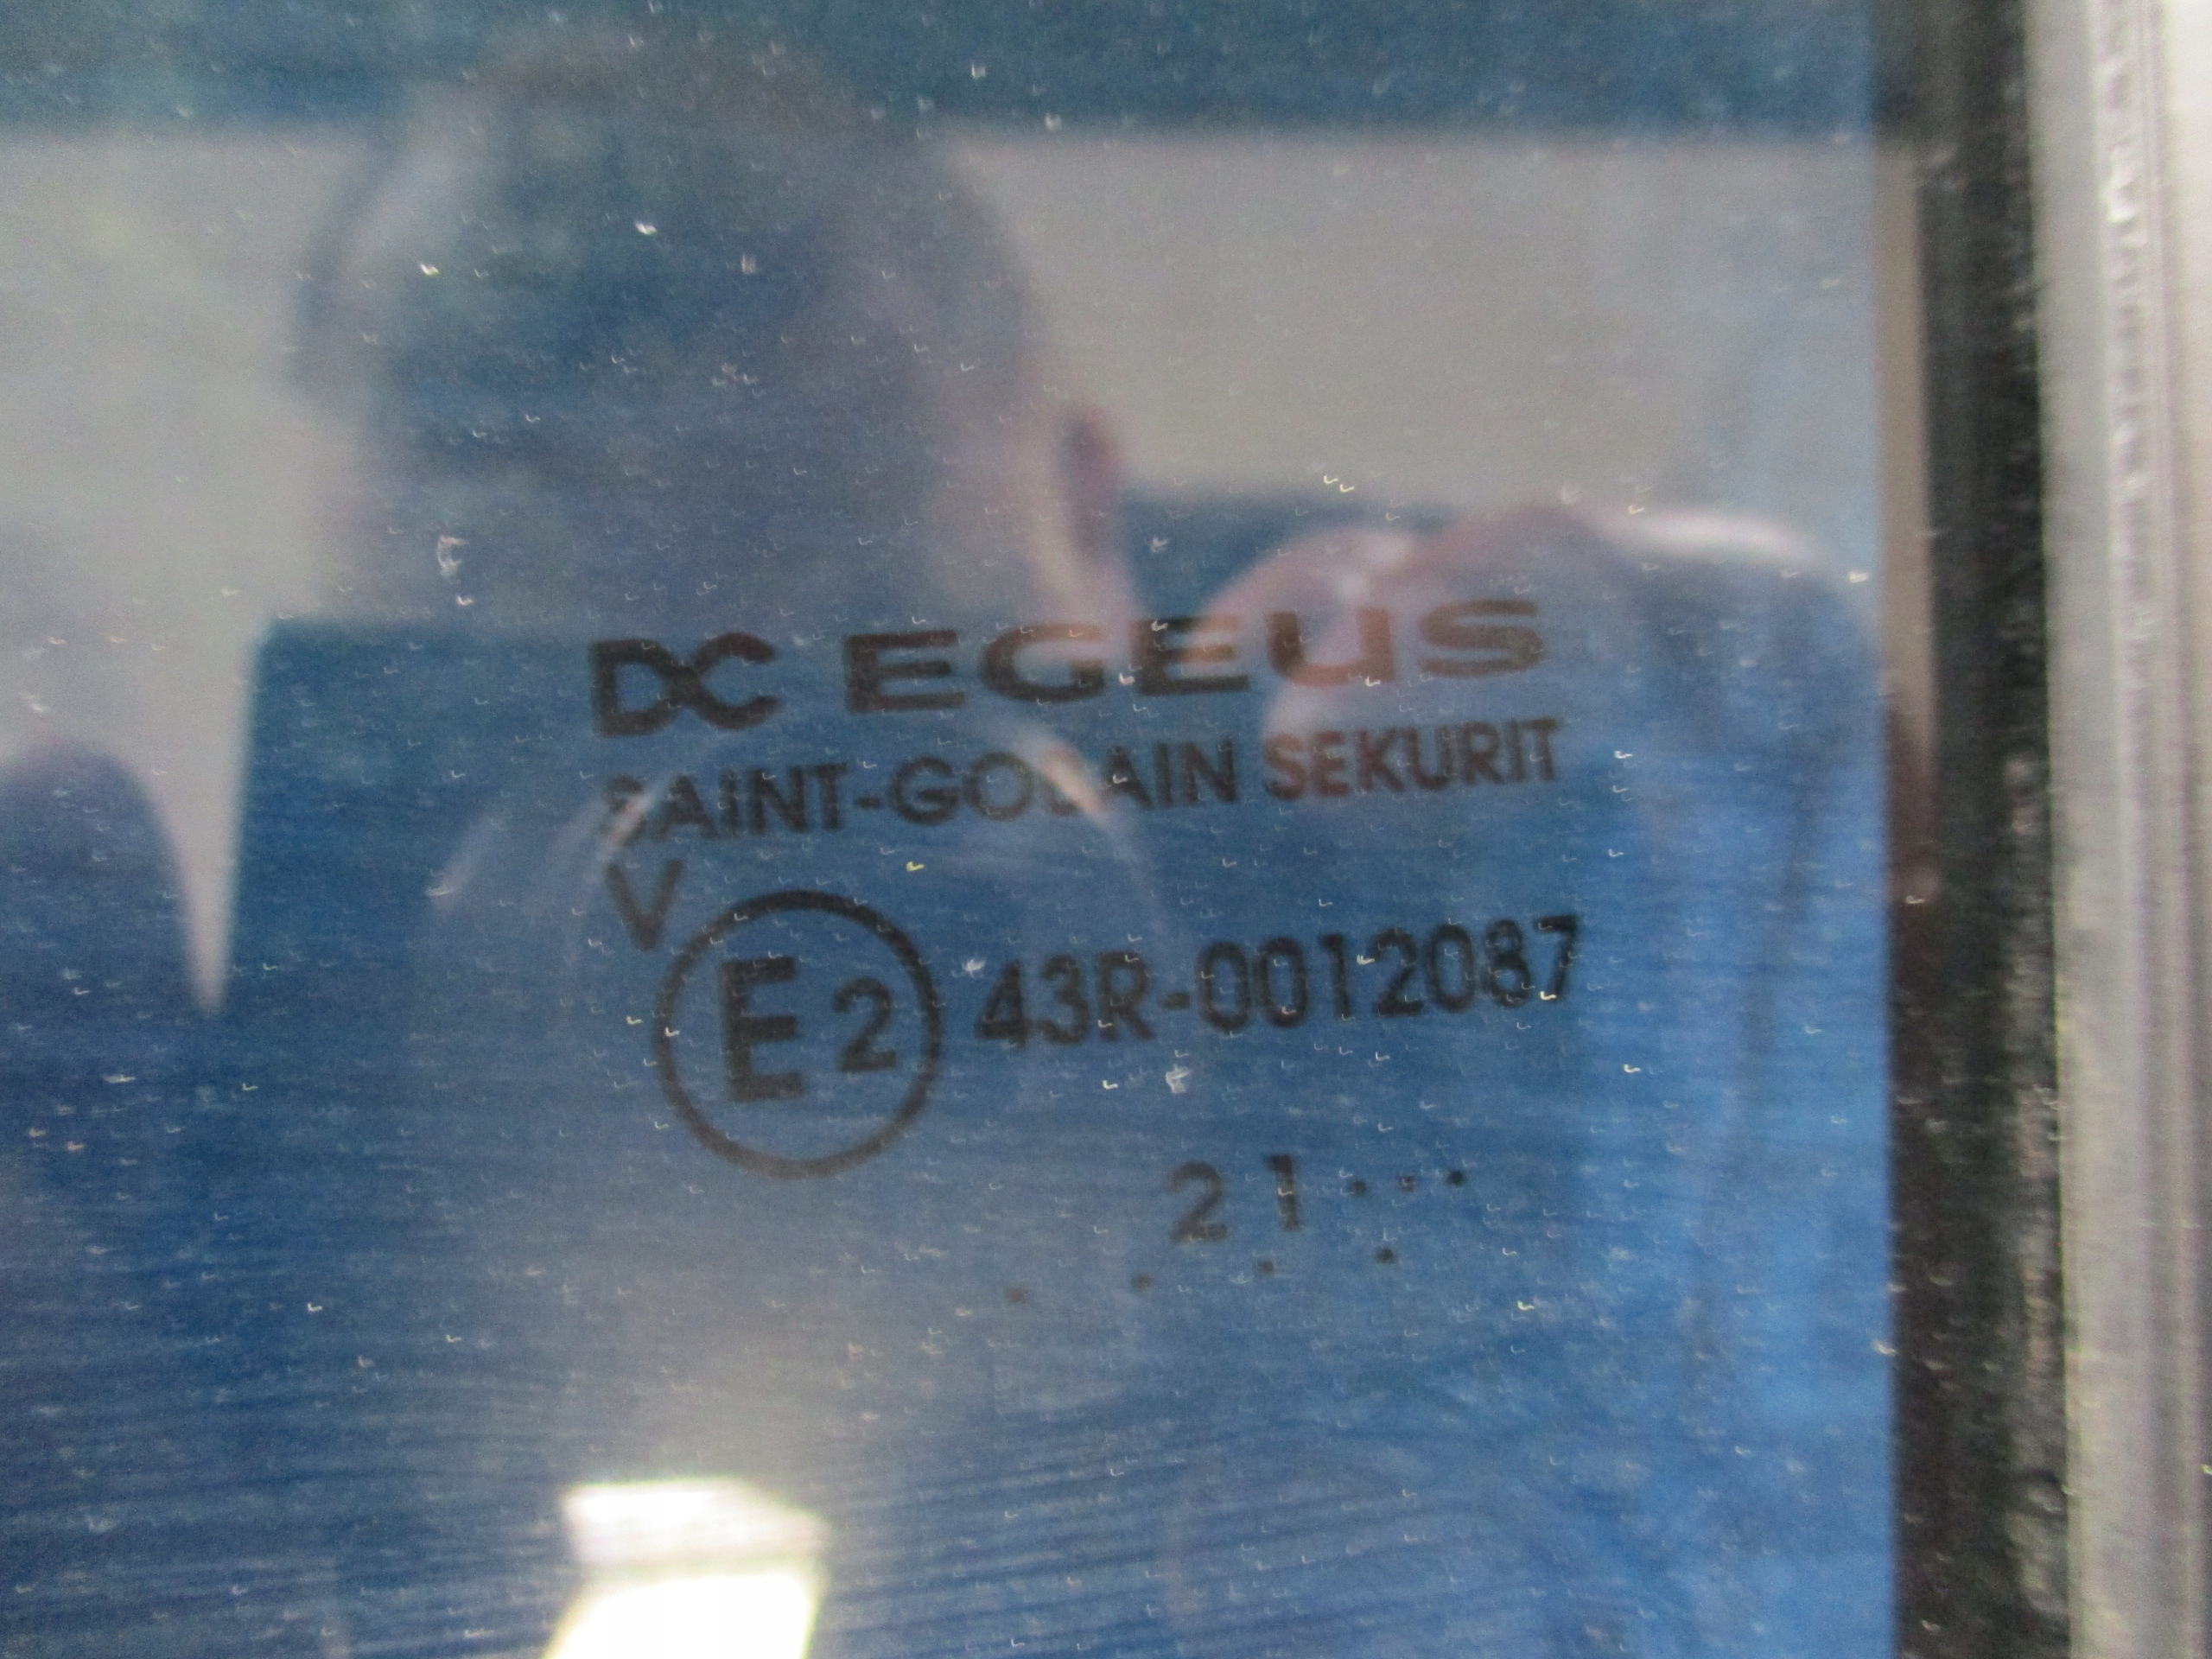 DC EGEUS
SAINT-GOBAIN SEKURIT
V
E2 43R-0012087
21...
. . . .